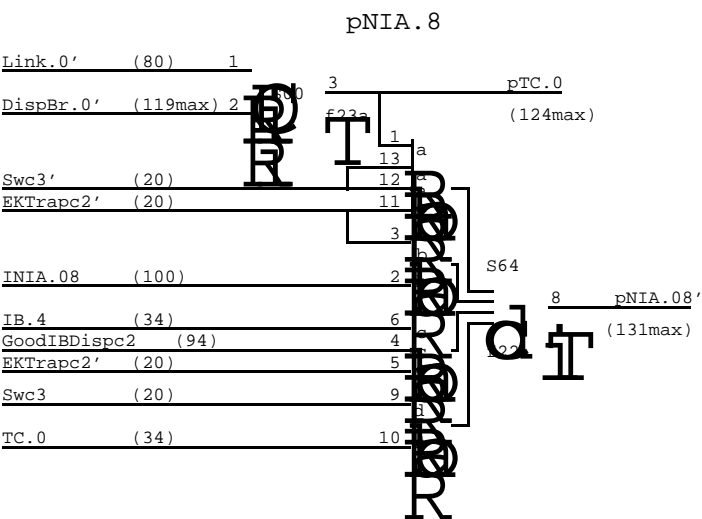 pNIA.8
Link.0' (80) 1
3 pTC.0
DispBr.0' (119max) 2
(124max)
1 a
13
Swc3' (20) 12
EKTrapc2' (20) 11
3
b
S64
INIA.08 (100) 2
8 pNIA.08'
IB.4 (34) 6
(131max)
GoodIBDispc2 (94) 4
EKTrapc2' (20) 5
Swc3 (20) 9
d
TC.0 (34) 10